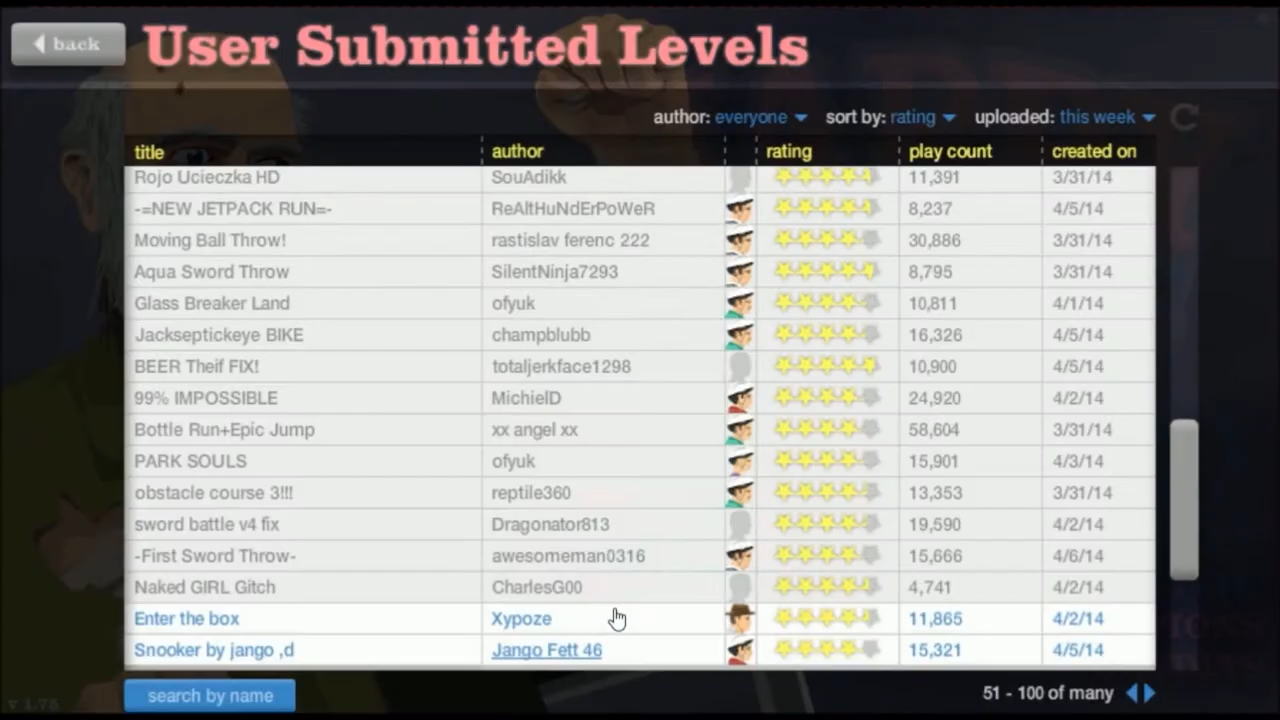 back
User Submitted Levels
author: everyone sort by: rating uploaded: this week
title author rating play count created on
Rojo Ucieczka HD SouAdikk 11,391 3/31/14
-=NEW JETPACK RUN=- ReAltHuNdErPoWeR 8,237 4/5/14
Moving Ball Throw! rastislav ferenc 222 30,886 3/31/14
Aqua Sword Throw SilentNinja7293 8,795 3/31/14
Glass Breaker Land ofyuk 10,811 4/1/14
Jackseptickeye BIKE champblubb 16,326 4/5/14
BEER Theif FIX! totaljerkface1298 10,900 4/5/14
99% IMPOSSIBLE MichielD 24,920 4/2/14
Bottle Run+Epic Jump xx angel xx 58,604 3/31/14
PARK SOULS ofyuk 15,901 4/3/14
obstacle course 3!!! reptile360 13,353 3/31/14
sword battle v4 fix Dragonator813 19,590 4/2/14
-First Sword Throw- awesomeman0316 15,666 4/6/14
Naked GIRL Gitch CharlesG00 4,741 4/2/14
Enter the box Xypoze 11,865 4/2/14
Snooker by jango ,d Jango Fett 46 15,321 4/5/14
search by name 51 - 100 of many
v 1.75